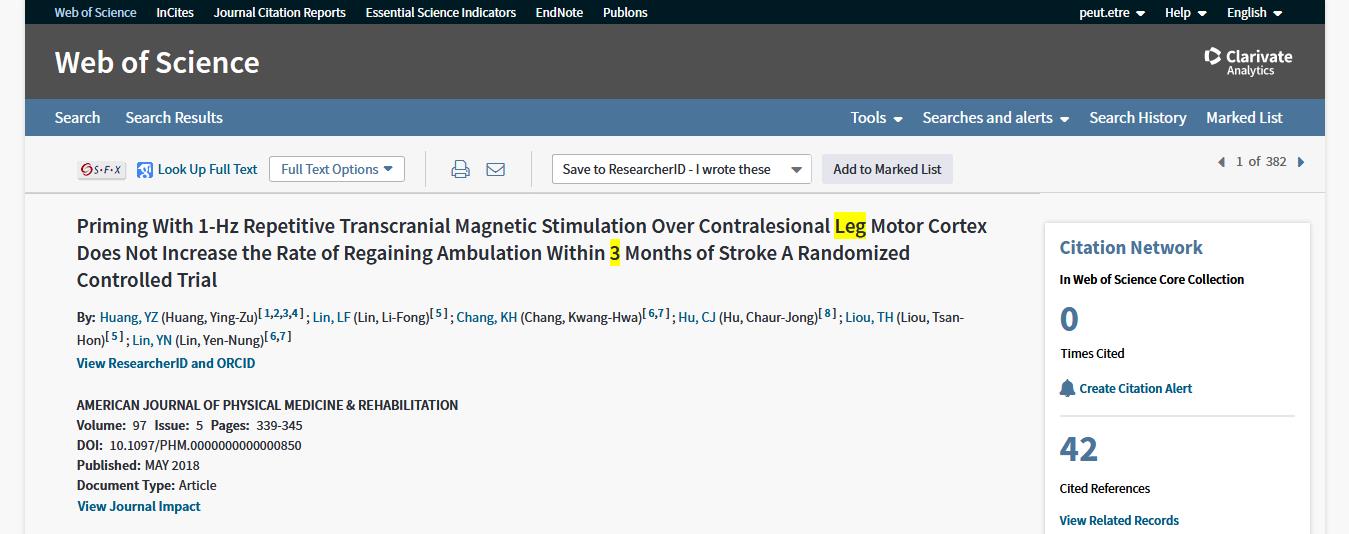 Web of Science InCites Journal Citation Reports Essential Science Indicators EndNote Publons peut.etre Help English
Web of Science
Clarivate
Analytics
Search Search Results Tools Searches and alerts Search History Marked List
S·F·X Look Up Full Text Full Text Options Save to ResearcherID - I wrote these Add to Marked List 1 of 382
Priming With 1-Hz Repetitive Transcranial Magnetic Stimulation Over Contralesional Leg Motor Cortex
Does Not Increase the Rate of Regaining Ambulation Within 3 Months of Stroke A Randomized
Controlled Trial
By: Huang, YZ (Huang, Ying-Zu)[ 1,2,3,4 ] ; Lin, LF (Lin, Li-Fong)[ 5 ] ; Chang, KH (Chang, Kwang-Hwa)[ 6,7 ] ; Hu, CJ (Hu, Chaur-Jong)[ 8 ] ; Liou, TH (Liou, Tsan-
Hon)[ 5 ] ; Lin, YN (Lin, Yen-Nung)[ 6,7 ]
View ResearcherID and ORCID
AMERICAN JOURNAL OF PHYSICAL MEDICINE & REHABILITATION
Volume: 97 Issue: 5 Pages: 339-345
DOI: 10.1097/PHM.0000000000000850
Published: MAY 2018
Document Type: Article
View Journal Impact
Citation Network
In Web of Science Core Collection
0
Times Cited
Create Citation Alert
42
Cited References
View Related Records